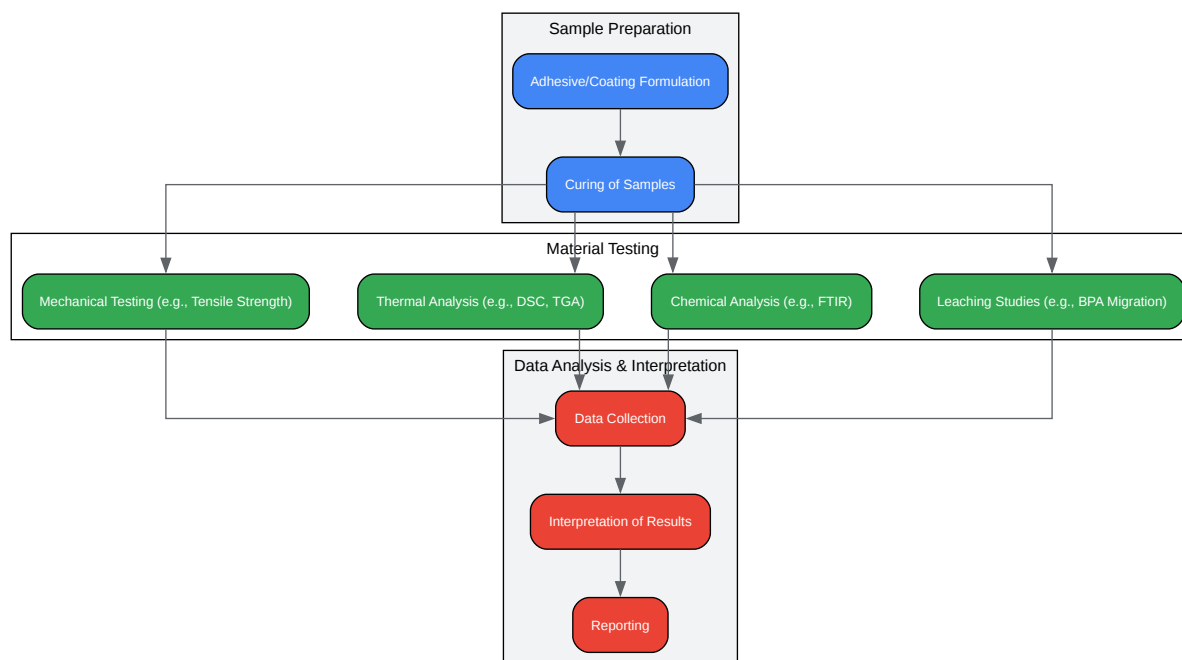 Sample Preparation
Adhesive/Coating Formulation
Curing of Samples
Material Testing
Mechanical Testing (e.g., Tensile Strength)
Thermal Analysis (e.g., DSC, TGA)
Chemical Analysis (e.g., FTIR)
Leaching Studies (e.g., BPA Migration)
Data Analysis & Interpretation
Data Collection
Interpretation of Results
Reporting